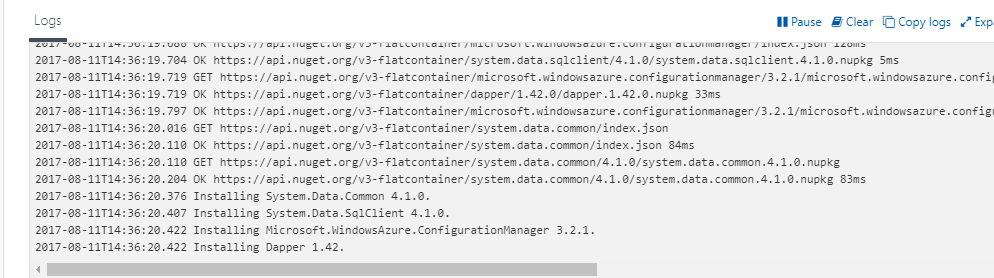 Logs
Pause Clear Copy logs Expa
2017-08-11T14:36:19.688 OK https://api.nuget.org/v3-flatcontainer/microsoft.windowsazure.configurationmanager/index.json 128ms
2017-08-11T14:36:19.704 OK https://api.nuget.org/v3-flatcontainer/system.data.sqlclient/4.1.0/system.data.sqlclient.4.1.0.nupkg 5ms
2017-08-11T14:36:19.719 GET https://api.nuget.org/v3-flatcontainer/microsoft.windowsazure.configurationmanager/3.2.1/microsoft.windowsazure.config
2017-08-11T14:36:19.719 OK https://api.nuget.org/v3-flatcontainer/dapper/1.42.0/dapper.1.42.0.nupkg 33ms
2017-08-11T14:36:19.797 OK https://api.nuget.org/v3-flatcontainer/microsoft.windowsazure.configurationmanager/3.2.1/microsoft.windowsazure.configu
2017-08-11T14:36:20.016 GET https://api.nuget.org/v3-flatcontainer/system.data.common/index.json
2017-08-11T14:36:20.110 OK https://api.nuget.org/v3-flatcontainer/system.data.common/index.json 84ms
2017-08-11T14:36:20.110 GET https://api.nuget.org/v3-flatcontainer/system.data.common/4.1.0/system.data.common.4.1.0.nupkg
2017-08-11T14:36:20.204 OK https://api.nuget.org/v3-flatcontainer/system.data.common/4.1.0/system.data.common.4.1.0.nupkg 83ms
2017-08-11T14:36:20.376 Installing System.Data.Common 4.1.0.
2017-08-11T14:36:20.407 Installing System.Data.SqlClient 4.1.0.
2017-08-11T14:36:20.422 Installing Microsoft.WindowsAzure.ConfigurationManager 3.2.1.
2017-08-11T14:36:20.422 Installing Dapper 1.42.